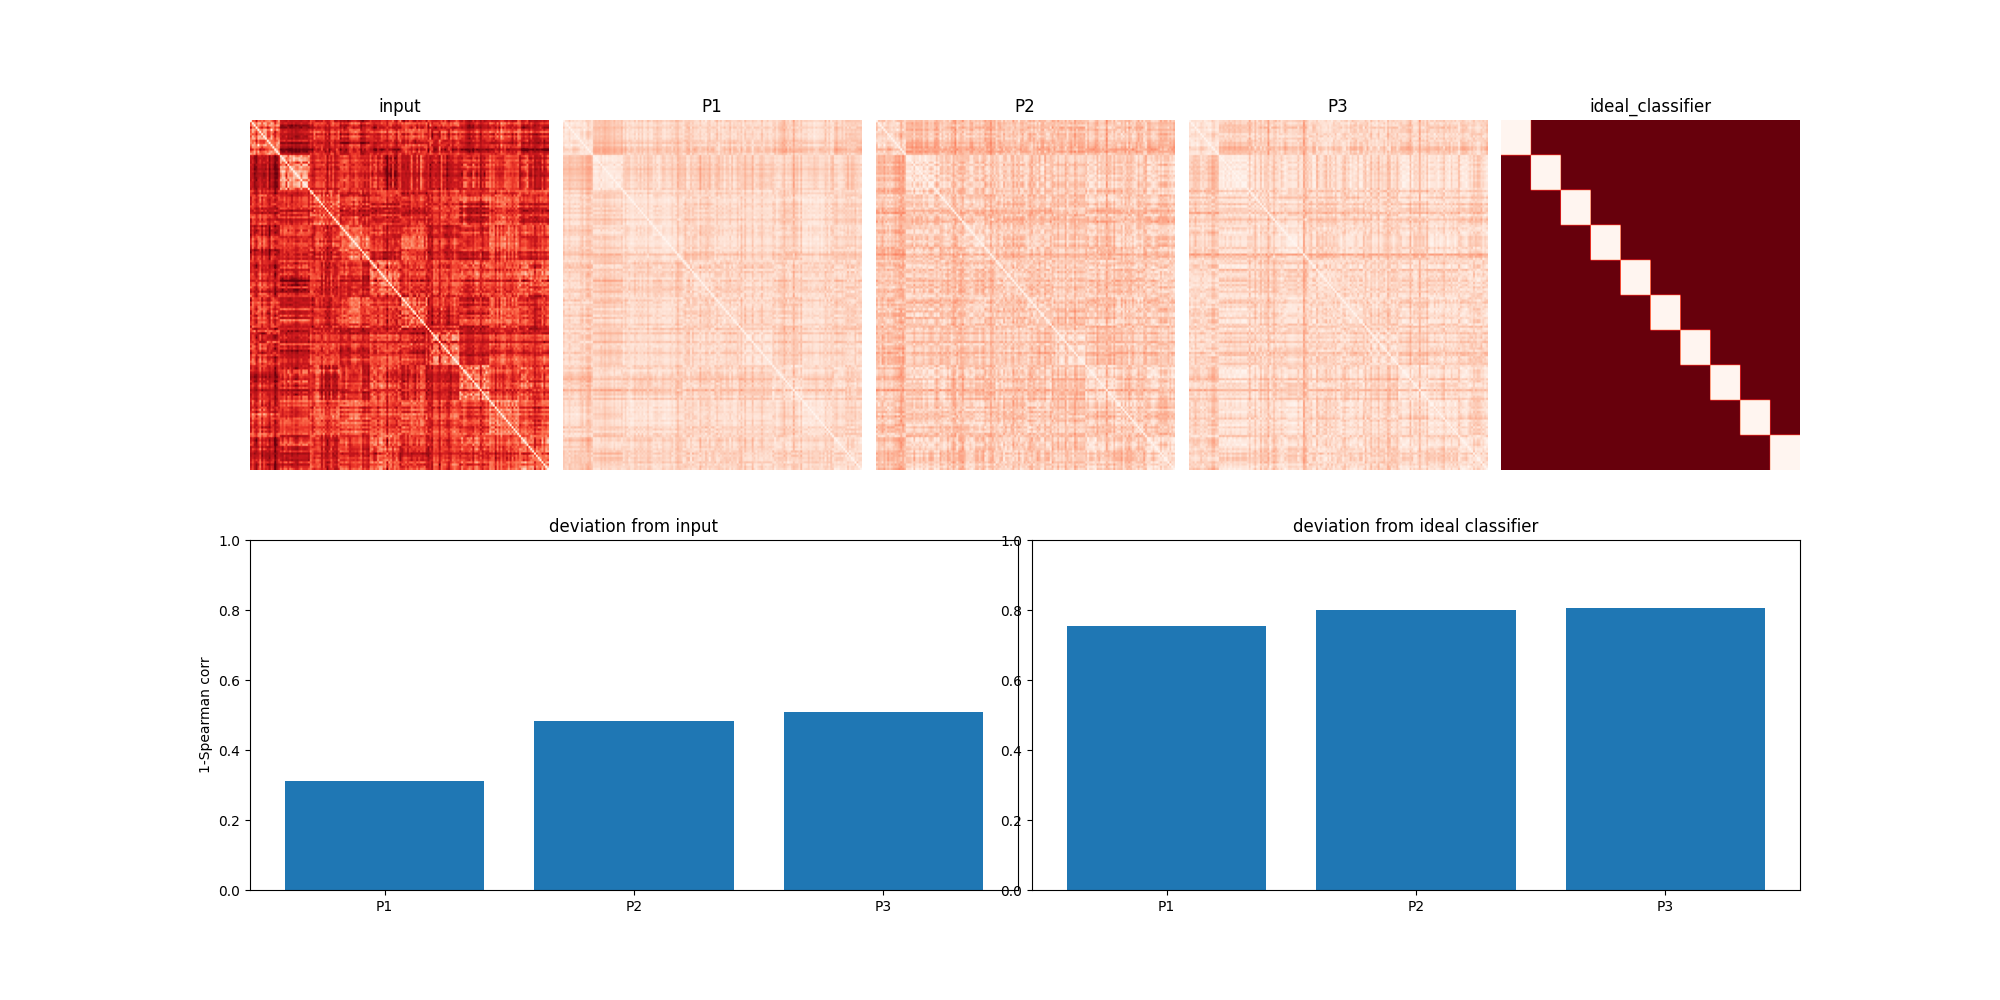 input P1 P2 P3 ideal_classifier
deviation from input
1-Spearman corr
1.0
0.8
0.6
0.4
0.2
0.0
P1 P2 P3
deviation from ideal classifier
1.0
0.8
0.6
0.4
0.2
0.0
P1 P2 P3